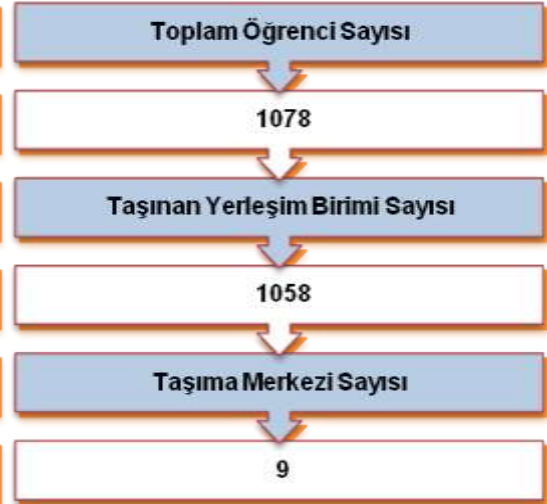 Toplam Öğrenci Sayısı
1078
Taşınan Yerleşim Birimi Sayısı
1058
Taşıma Merkezi Sayısı
9